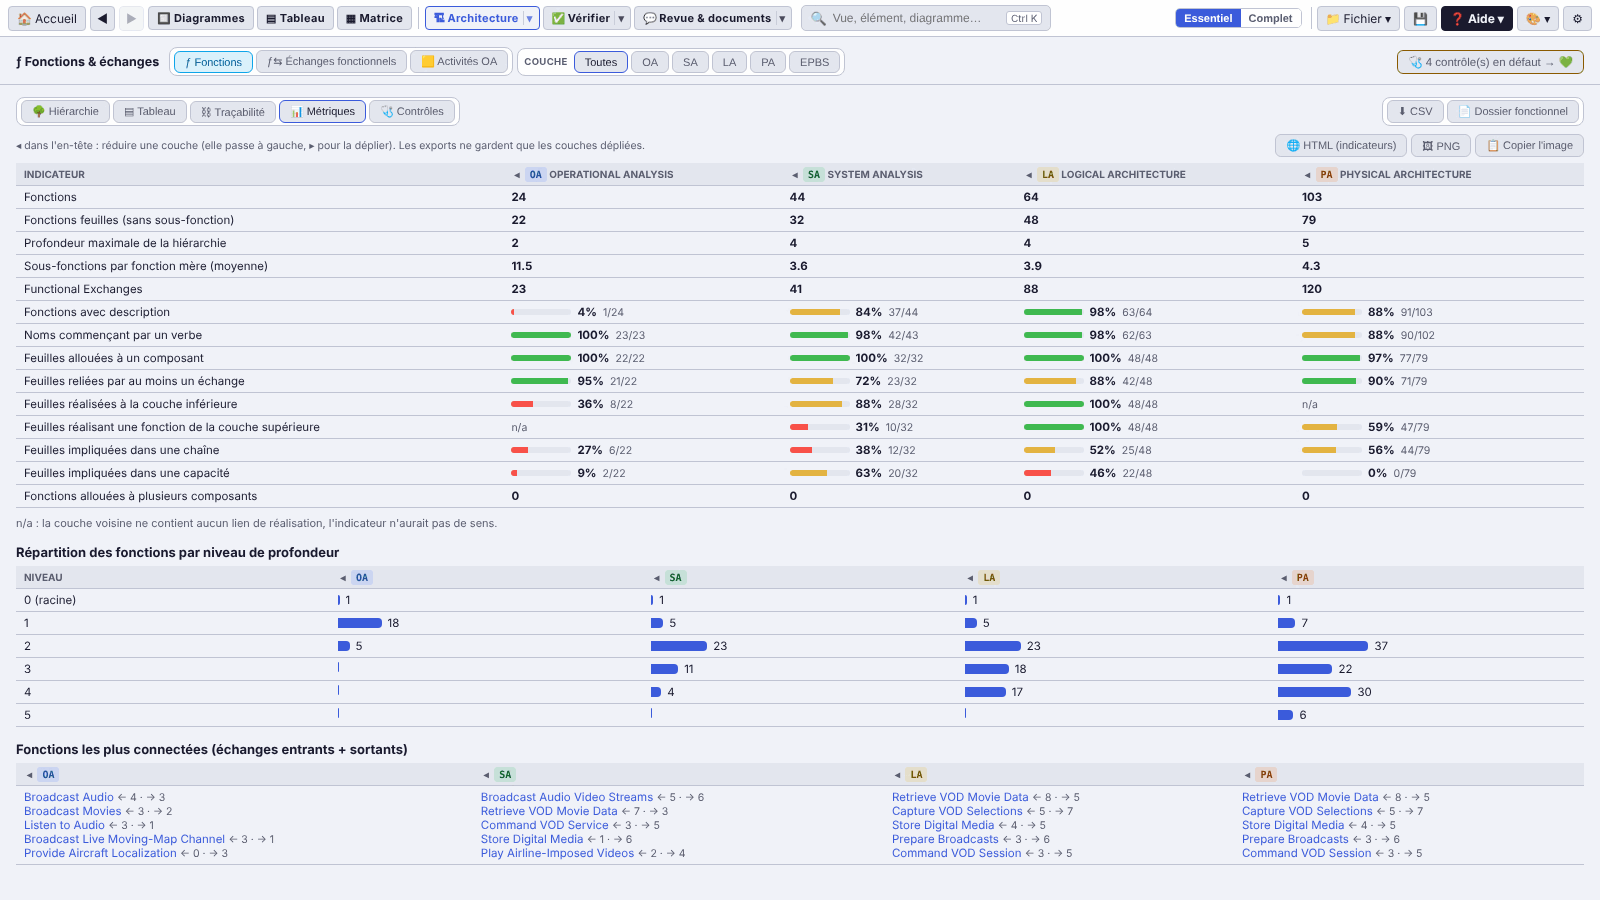 🏠 Accueil ◀ ▶ 🔲 Diagrammes ▤ Tableau ▦ Matrice 🏗 Architecture ▾ ✅ Vérifier ▾ 💬 Revue & documents ▾ 🔍 Vue, élément, diagramme… Ctrl K Essentiel Complet 📁 Fichier ▾ 💾 ❓ Aide ▾ 🎨 ▾ ⚙
ƒ Fonctions & échanges ƒ Fonctions ƒ⇆ Échanges fonctionnels 🟨 Activités OA COUCHE Toutes OA SA LA PA EPBS 🩺 4 contrôle(s) en défaut → 💚
🌳 Hiérarchie ▤ Tableau ⛓ Traçabilité 📊 Métriques 🩺 Contrôles ⬇ CSV 📄 Dossier fonctionnel
◂ dans l'en-tête : réduire une couche (elle passe à gauche, ▸ pour la déplier). Les exports ne gardent que les couches dépliées. 🌐 HTML (indicateurs) 🖼 PNG 📋 Copier l'image
INDICATEUR ◂ OA OPERATIONAL ANALYSIS ◂ SA SYSTEM ANALYSIS ◂ LA LOGICAL ARCHITECTURE ◂ PA PHYSICAL ARCHITECTURE
Fonctions 24 44 64 103
Fonctions feuilles (sans sous-fonction) 22 32 48 79
Profondeur maximale de la hiérarchie 2 4 4 5
Sous-fonctions par fonction mère (moyenne) 11.5 3.6 3.9 4.3
Functional Exchanges 23 41 88 120
Fonctions avec description 4% 1/24 84% 37/44 98% 63/64 88% 91/103
Noms commençant par un verbe 100% 23/23 98% 42/43 98% 62/63 88% 90/102
Feuilles allouées à un composant 100% 22/22 100% 32/32 100% 48/48 97% 77/79
Feuilles reliées par au moins un échange 95% 21/22 72% 23/32 88% 42/48 90% 71/79
Feuilles réalisées à la couche inférieure 36% 8/22 88% 28/32 100% 48/48 n/a
Feuilles réalisant une fonction de la couche supérieure n/a 31% 10/32 100% 48/48 59% 47/79
Feuilles impliquées dans une chaîne 27% 6/22 38% 12/32 52% 25/48 56% 44/79
Feuilles impliquées dans une capacité 9% 2/22 63% 20/32 46% 22/48 0% 0/79
Fonctions allouées à plusieurs composants 0 0 0 0
n/a : la couche voisine ne contient aucun lien de réalisation, l'indicateur n'aurait pas de sens.
Répartition des fonctions par niveau de profondeur
NIVEAU ◂ OA ◂ SA ◂ LA ◂ PA
0 (racine) 1 1 1 1
1 18 5 5 7
2 5 23 23 37
3 11 18 22
4 4 17 30
5 6
Fonctions les plus connectées (échanges entrants + sortants)
◂ OA ◂ SA ◂ LA ◂ PA
Broadcast Audio ← 4 · → 3 Broadcast Audio Video Streams ← 5 · → 6 Retrieve VOD Movie Data ← 8 · → 5 Retrieve VOD Movie Data ← 8 · → 5
Broadcast Movies ← 3 · → 2 Retrieve VOD Movie Data ← 7 · → 3 Capture VOD Selections ← 5 · → 7 Capture VOD Selections ← 5 · → 7
Listen to Audio ← 3 · → 1 Command VOD Service ← 3 · → 5 Store Digital Media ← 4 · → 5 Store Digital Media ← 4 · → 5
Broadcast Live Moving-Map Channel ← 3 · → 1 Store Digital Media ← 1 · → 6 Prepare Broadcasts ← 3 · → 6 Prepare Broadcasts ← 3 · → 6
Provide Aircraft Localization ← 0 · → 3 Play Airline-Imposed Videos ← 2 · → 4 Command VOD Session ← 3 · → 5 Command VOD Session ← 3 · → 5